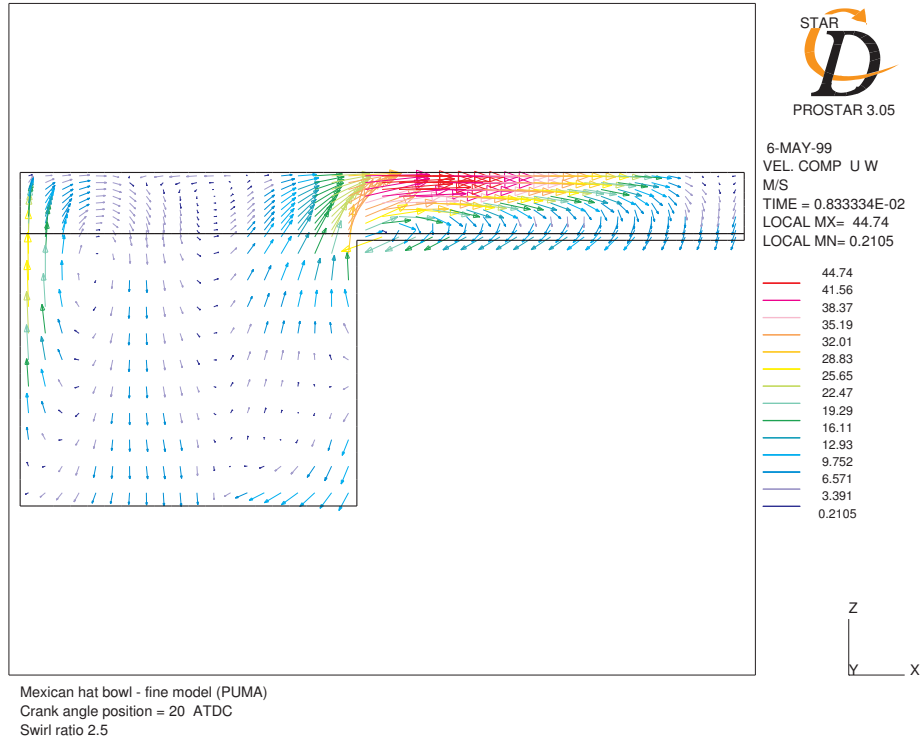 STAR
D
PROSTAR 3.05
6-MAY-99
VEL. COMP U W
M/S
TIME = 0.833334E-02
LOCAL MX= 44.74
LOCAL MN= 0.2105
44.74
41.56
38.37
35.19
32.01
28.83
25.65
22.47
19.29
16.11
12.93
9.752
6.571
3.391
0.2105
Z
Y X
Mexican hat bowl - fine model (PUMA)
Crank angle position = 20 ATDC
Swirl ratio 2.5